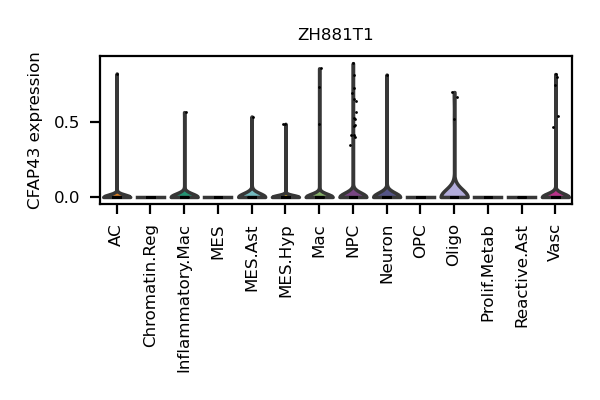 ZH881T1
CFAP43 expression
0.5
0.0
AC
Chromatin.Reg
Inflammatory.Mac
MES
MES.Ast
MES.Hyp
Mac
NPC
Neuron
OPC
Oligo
Prolif.Metab
Reactive.Ast
Vasc